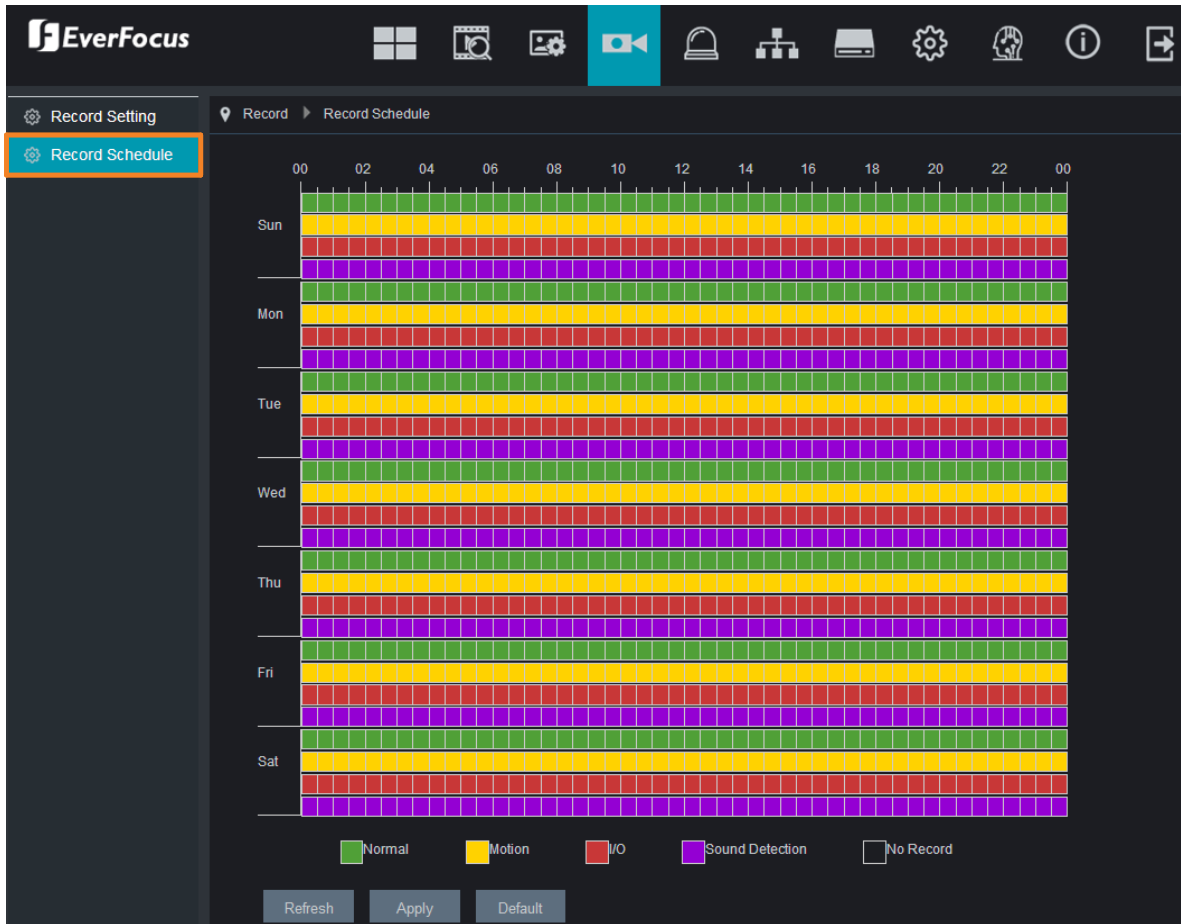 EverFocus
Record Setting
Record Record Schedule
Record Schedule
00 02 04 06 08 10 12 14 16 18 20 22 00
Sun
Mon
Tue
Wed
Thu
Fri
Sat
Normal Motion I/O Sound Detection No Record
Refresh Apply Default